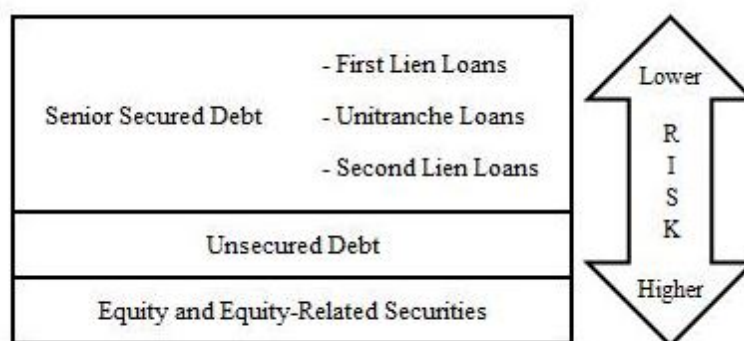 - First Lien Loans
Senior Secured Debt - Unitranche Loans
- Second Lien Loans
Unsecured Debt
Equity and Equity-Related Securities
Lower
R
I
S
K
Higher